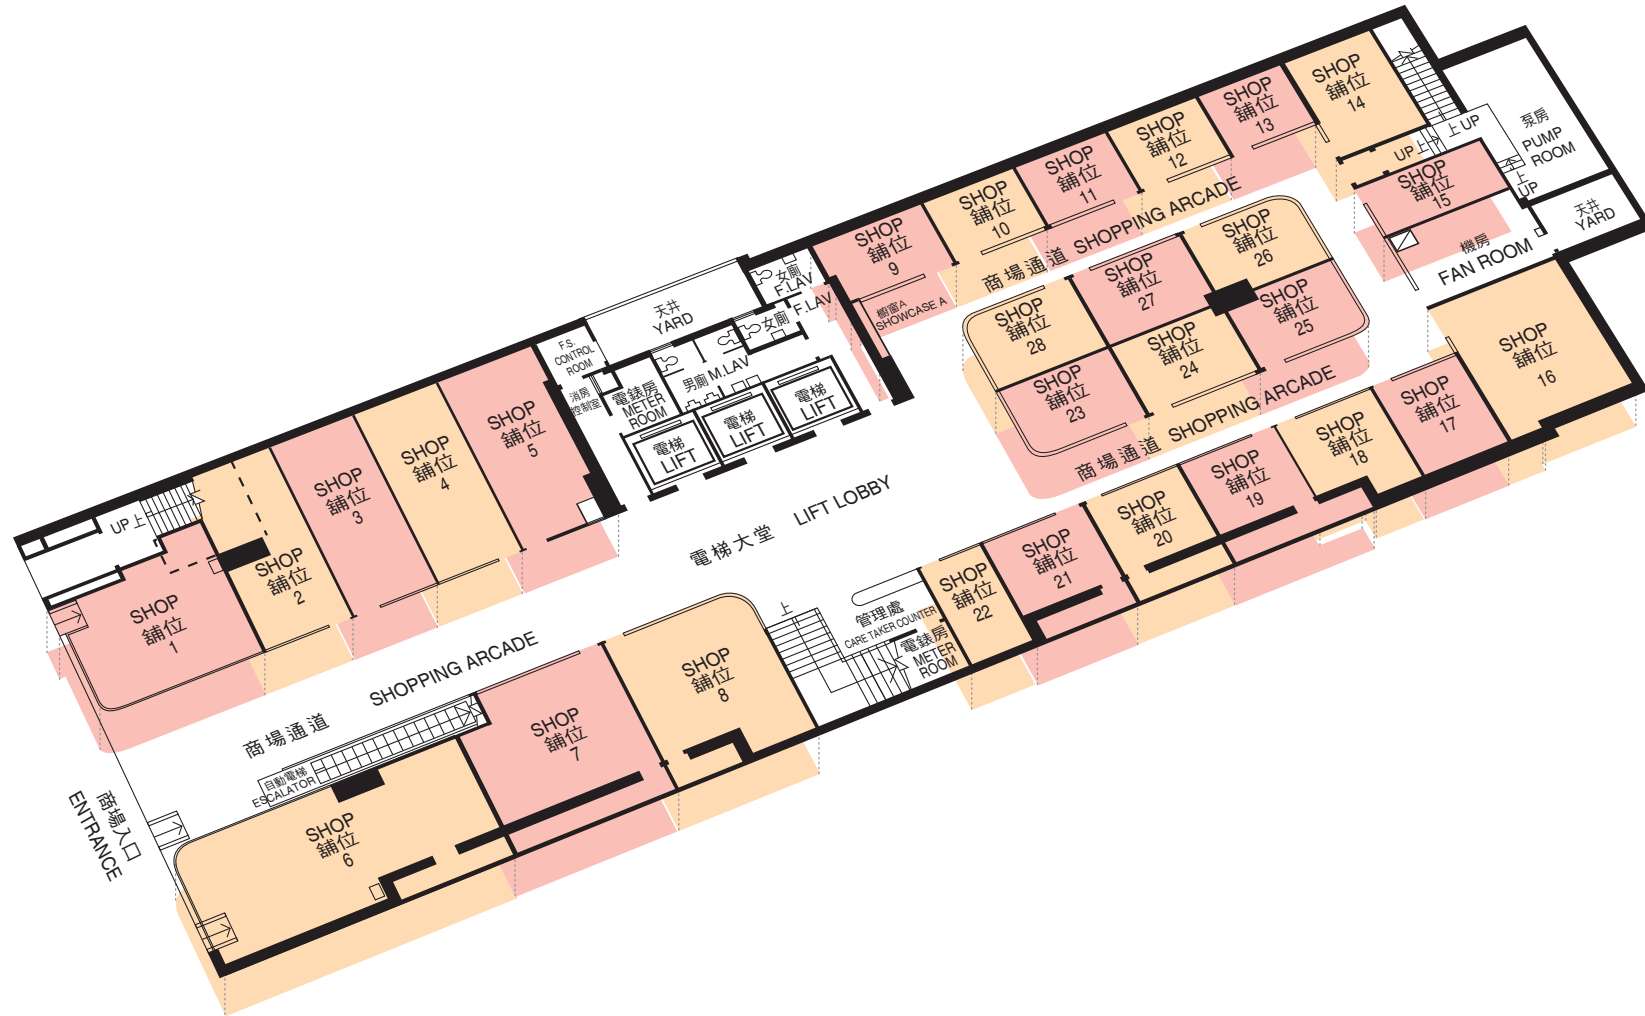 SHOP
舖位
1
SHOP
舖位
2
SHOP
舖位
3
SHOP
舖位
4
SHOP
舖位
5
SHOP
舖位
6
SHOP
舖位
7
SHOP
舖位
8
SHOP
舖位
9
SHOP
舖位
10
SHOP
舖位
11
SHOP
舖位
12
SHOP
舖位
13
SHOP
舖位
14
SHOP
舖位
15
SHOP
舖位
16
SHOP
舖位
17
SHOP
舖位
18
SHOP
舖位
19
SHOP
舖位
20
SHOP
舖位
21
SHOP
舖位
22
SHOP
舖位
23
SHOP
舖位
24
SHOP
舖位
25
SHOP
舖位
26
SHOP
舖位
27
SHOP
舖位
28
UP 上
F.S.
CONTROL
ROOM
消房
控制室
天井
YARD
電錶房
METER
ROOM
男廁 M.LAV
女廁
F.LAV
女廁 F.LAV
電梯
LIFT
電梯
LIFT
電梯
LIFT
櫥窗A
SHOWCASE A
商場通道 SHOPPING ARCADE
商場通道 SHOPPING ARCADE
UP 上
上 UP
上
UP
泵房
PUMP
ROOM
天井
YARD
機房
FAN ROOM
電梯大堂 LIFT LOBBY
上
管理處
CARE TAKER COUNTER
電錶房
METER
ROOM
商場通道 SHOPPING ARCADE
自動電梯
ESCALATOR
商場入口
ENTRANCE